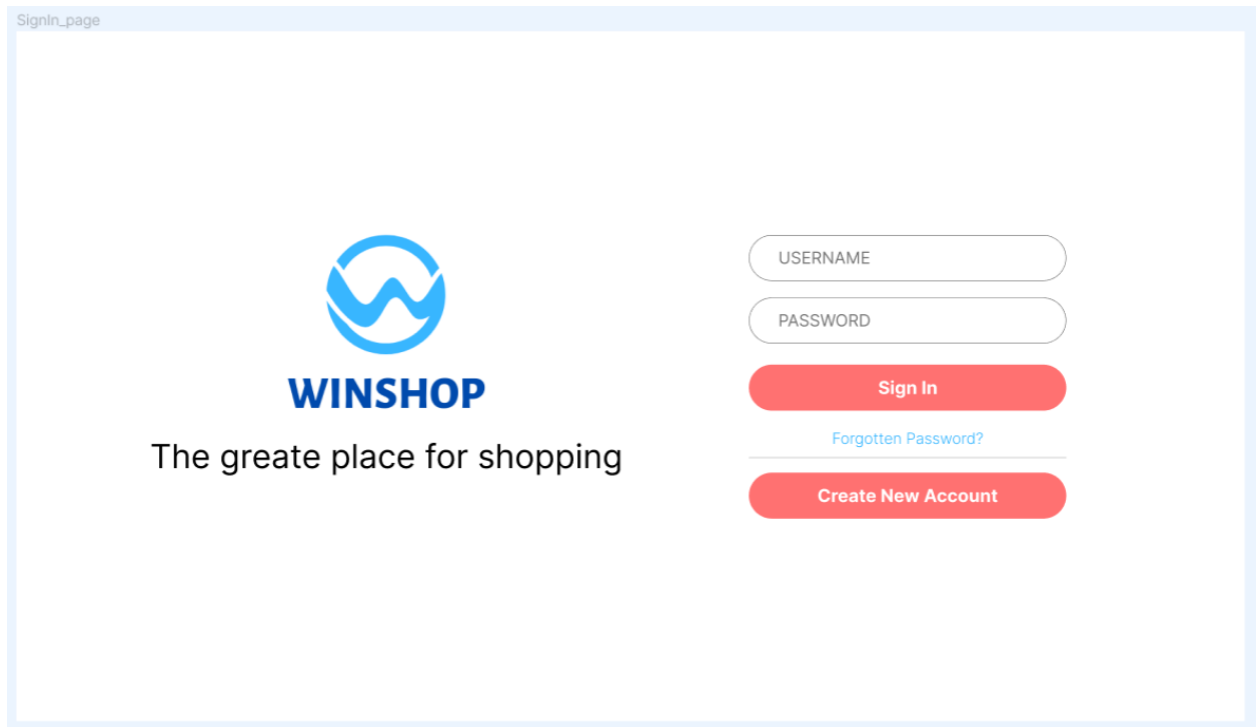 SignIn_page
WINSHOP
The greate place for shopping
USERNAME
PASSWORD
Sign In
Forgotten Password?
Create New Account